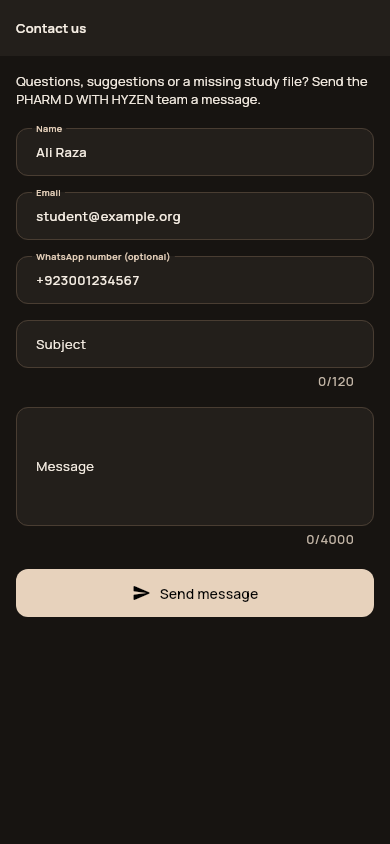 Contact us
Questions, suggestions or a missing study file? Send the
PHARM D WITH HYZEN team a message.
Name
Ali Raza
Email
student@example.org
WhatsApp number (optional)
+923001234567
Subject
0/120
Message
0/4000
Send message